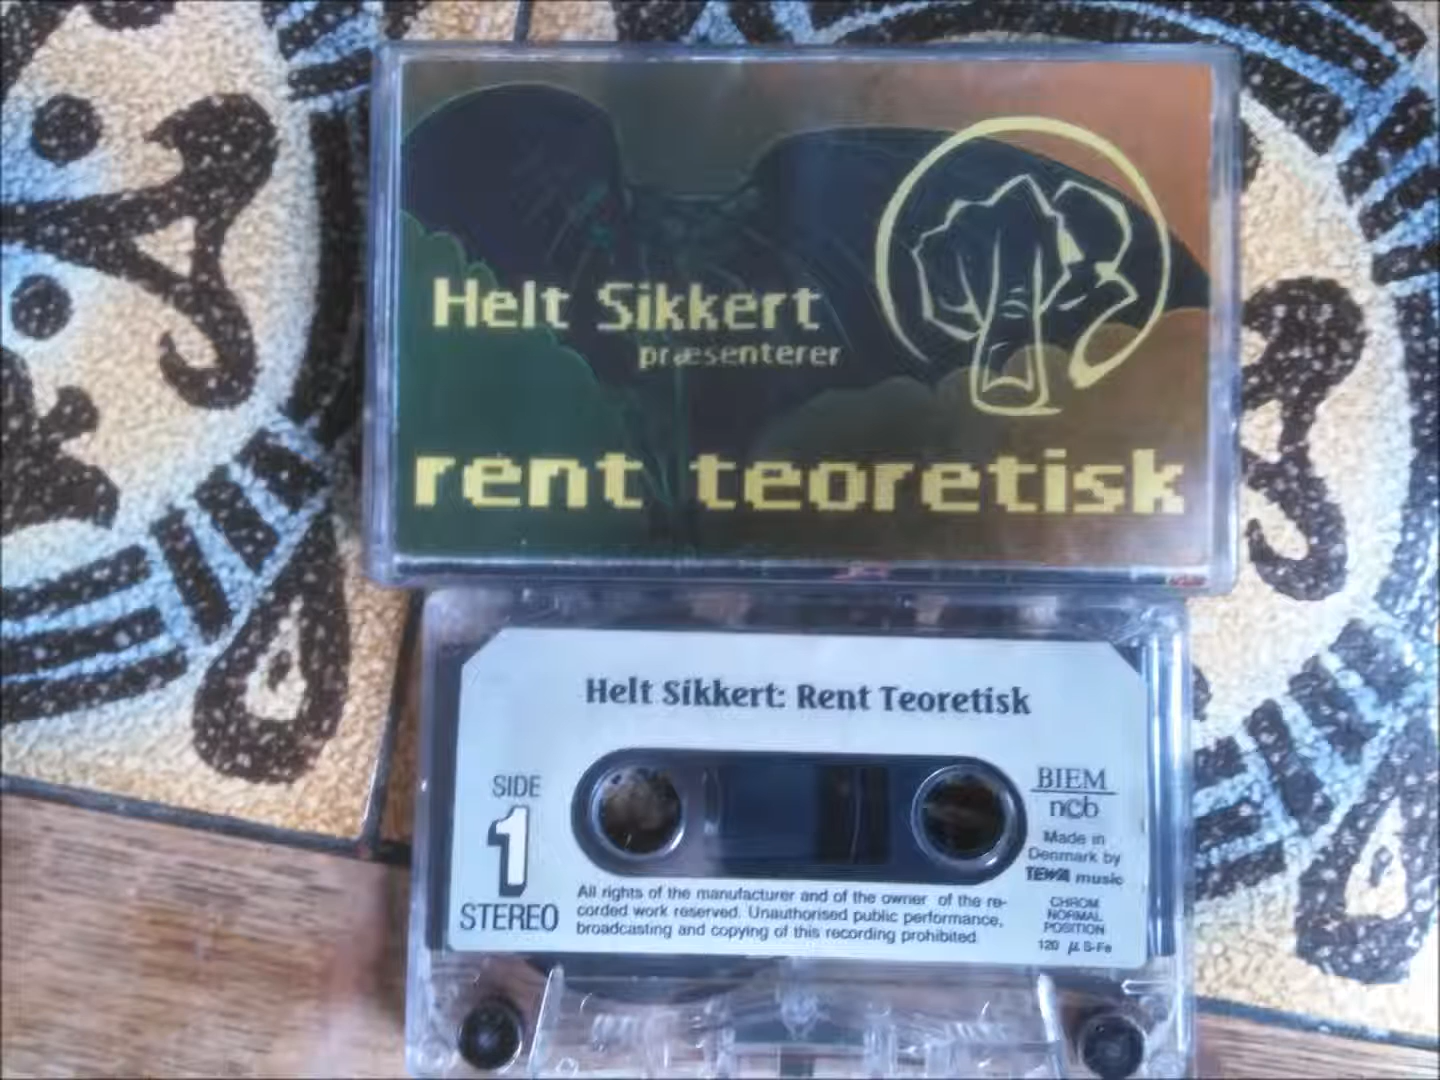 Helt Sikkert
præsenterer
rent teoretisk
Helt Sikkert: Rent Teoretisk
SIDE
1
STEREO
BIEM
ncb
Made in
Denmark by
music
All rights of the manufacturer and of the owner of the re-
corded work reserved. Unauthorised public performance,
broadcasting and copying of this recording prohibited
CHROM
NORMAL
POSITION
120 µ S-Fe